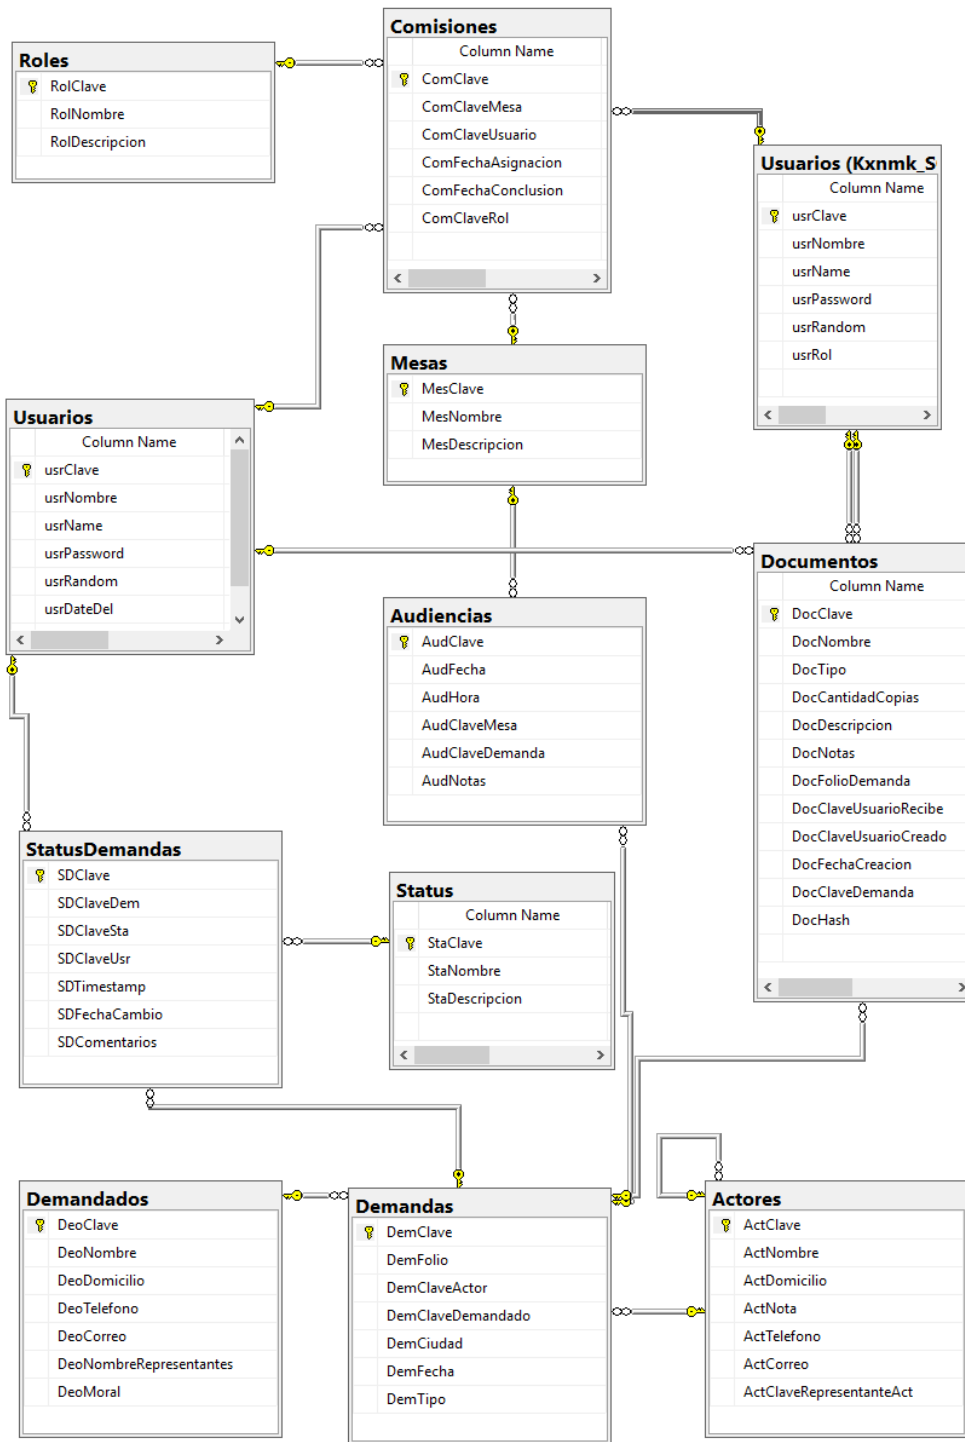 Comisiones
Column Name
ComClave
ComClaveMesa
ComClaveUsuario
ComFechaAsignacion
ComFechaConclusion
ComClaveRol
Roles
RolClave
RolNombre
RolDescripcion
Usuarios (Kxnmk_S
Column Name
usrClave
usrNombre
usrName
usrPassword
usrRandom
usrRol
Mesas
MesClave
MesNombre
MesDescripcion
Usuarios
Column Name
usrClave
usrNombre
usrName
usrPassword
usrRandom
usrDateDel
Documentos
Column Name
DocClave
DocNombre
DocTipo
DocCantidadCopias
DocDescripcion
DocNotas
DocFolioDemanda
DocClaveUsuarioRecibe
DocClaveUsuarioCreado
DocFechaCreacion
DocClaveDemanda
DocHash
Audiencias
AudClave
AudFecha
AudHora
AudClaveMesa
AudClaveDemanda
AudNotas
StatusDemandas
SDClave
SDClaveDem
SDClaveSta
SDClaveUsr
SDTimestamp
SDFechaCambio
SDComentarios
Status
Column Name
StaClave
StaNombre
StaDescripcion
Demandados
DeoClave
DeoNombre
DeoDomicilio
DeoTelefono
DeoCorreo
DeoNombreRepresentantes
DeoMoral
Demandas
DemClave
DemFolio
DemClaveActor
DemClaveDemandado
DemCiudad
DemFecha
DemTipo
Actores
ActClave
ActNombre
ActDomicilio
ActNota
ActTelefono
ActCorreo
ActClaveRepresentanteAct